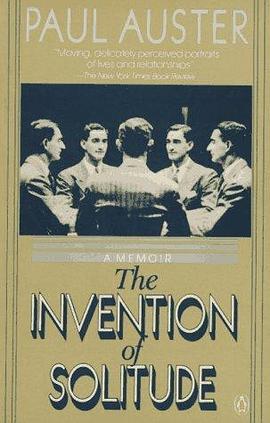 PAUL AUSTER
"Moving, delicately perceived portraits
of lives and relationships"
—The New York Times Book Review
A MEMOIR
The
INVENTION
of
SOLITUDE